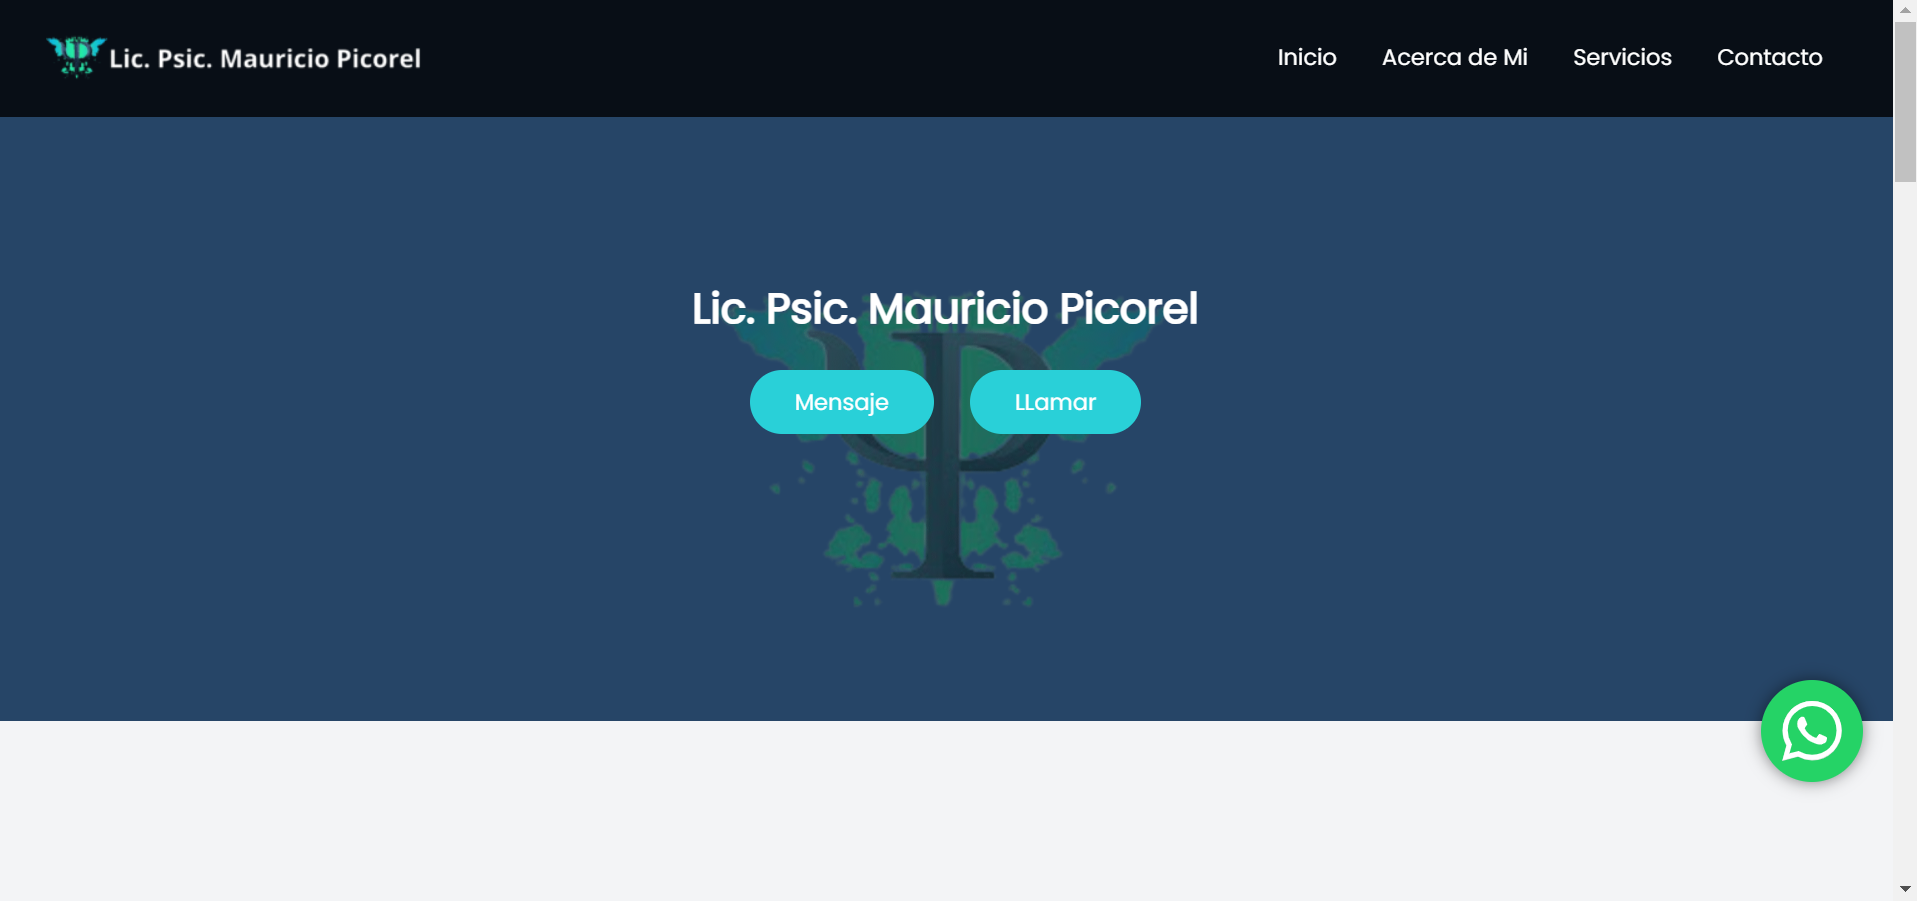 Lic. Psic. Mauricio Picorel
Inicio Acerca de Mi Servicios Contacto
Lic. Psic. Mauricio Picorel
Mensaje LLamar